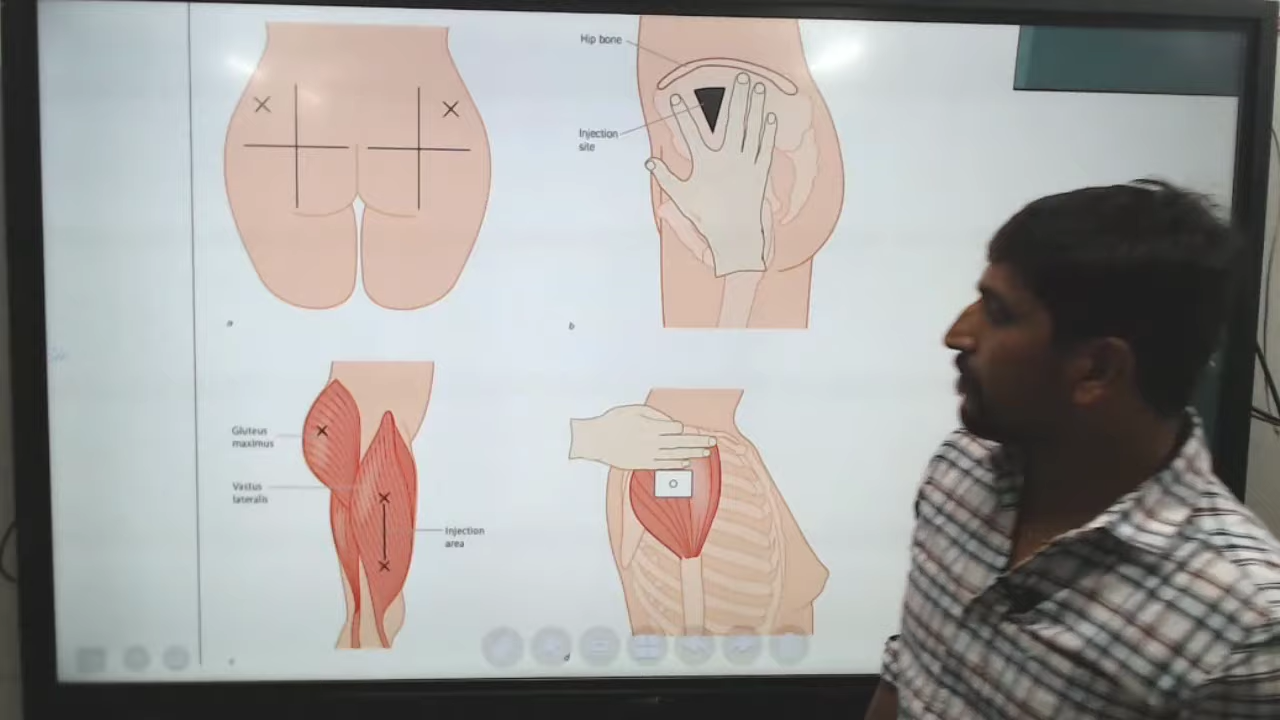 Hip bone
Injection
site
a
b
Gluteus
maximus
Vastus
lateralis
Injection
area
c
d